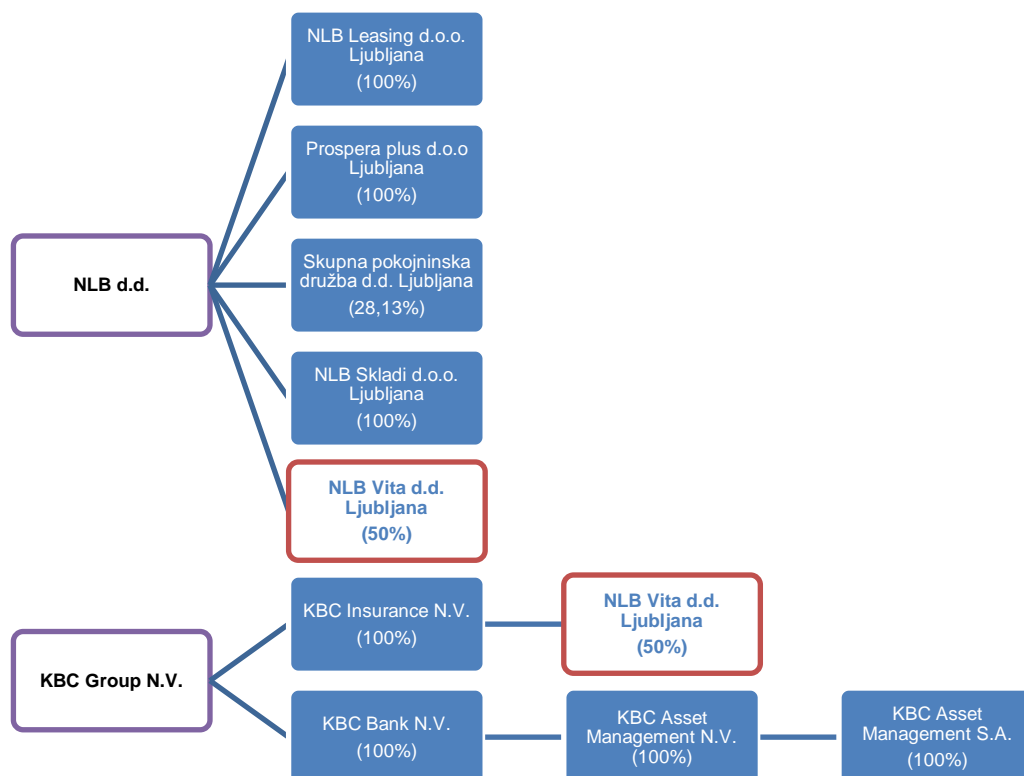 NLB Leasing d.o.o.
Ljubljana
(100%)
Prospera plus d.o.o
Ljubljana
(100%)
NLB d.d.
Skupna pokojninska
družba d.d. Ljubljana
(28,13%)
NLB Skladi d.o.o.
Ljubljana
(100%)
NLB Vita d.d.
Ljubljana
(50%)
KBC Group N.V.
KBC Insurance N.V.
(100%)
NLB Vita d.d.
Ljubljana
(50%)
KBC Bank N.V.
(100%)
KBC Asset
Management N.V.
(100%)
KBC Asset
Management S.A.
(100%)